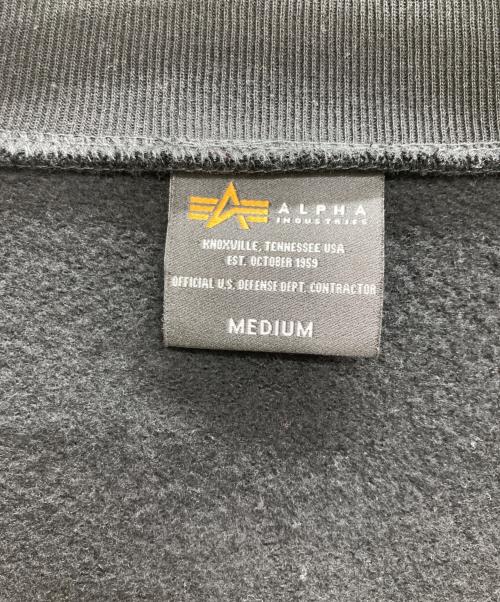 ALPHA
INDUSTRIES
KNOXVILLE, TENNESSEE USA
EST. OCTOBER 1959
OFFICIAL U.S. DEFENSE DEPT. CONTRACTOR
MEDIUM